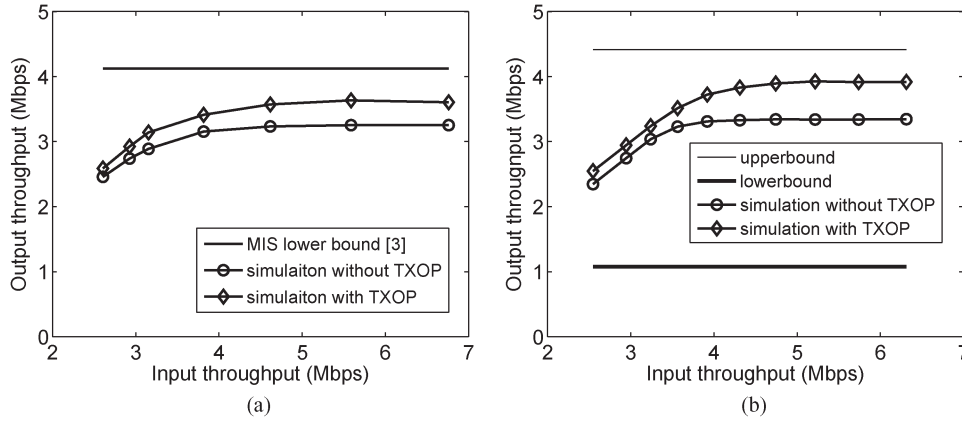 5
4
3
2
1
0
2
3
4
5
6
7
Output throughput (Mbps)
Input throughput (Mbps)
MIS lower bound [3]
simulaiton without TXOP
simulaiton with TXOP
(a)
5
4
3
2
1
0
2
3
4
5
6
7
Output througnput (Mbps)
Input throughput (Mbps)
upperbound
lowerbound
simulation without TXOP
simulation with TXOP
(b)